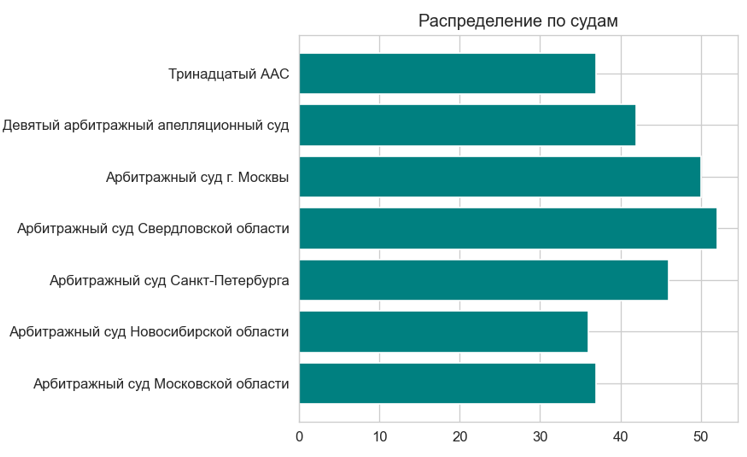 Распределение по судам
Тринадцатый ААС
Девятый арбитражный апелляционный суд
Арбитражный суд г. Москвы
Арбитражный суд Свердловской области
Арбитражный суд Санкт-Петербурга
Арбитражный суд Новосибирской области
Арбитражный суд Московской области
0 10 20 30 40 50